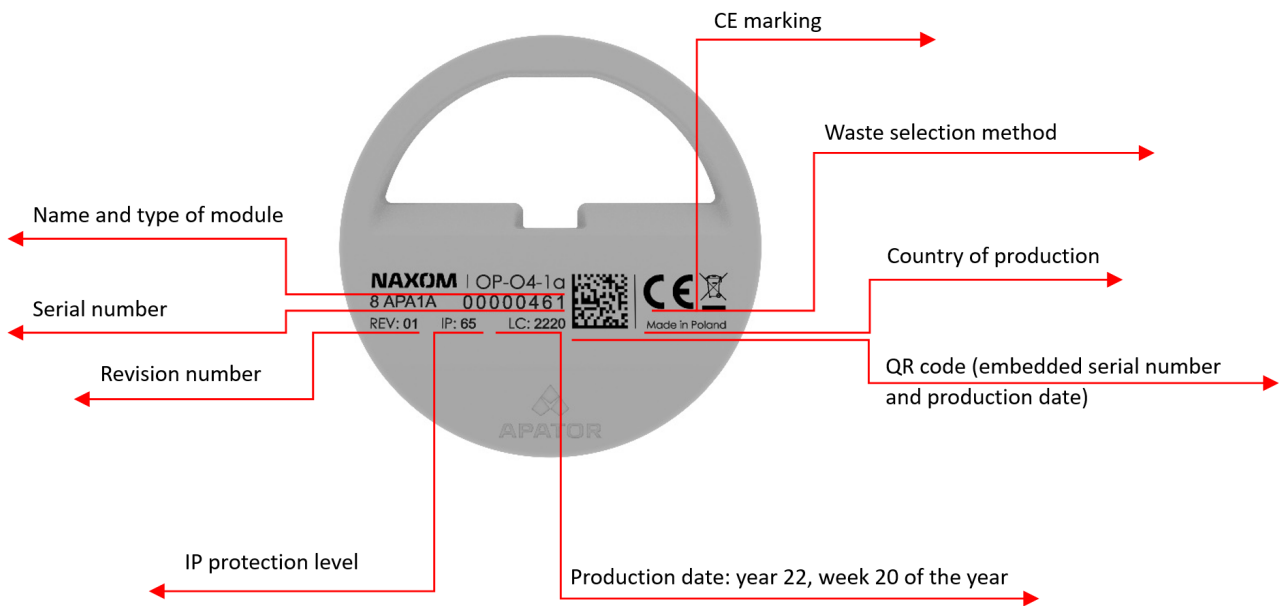 CE marking
Waste selection method
Name and type of module
Country of production
NAXOM | OP-O4-1a
8 APA1A 00000461
CE
Serial number
REV: 01 IP: 65 LC: 2220
Made in Poland
Revision number
QR code (embedded serial number
and production date)
APATOR
IP protection level
Production date: year 22, week 20 of the year